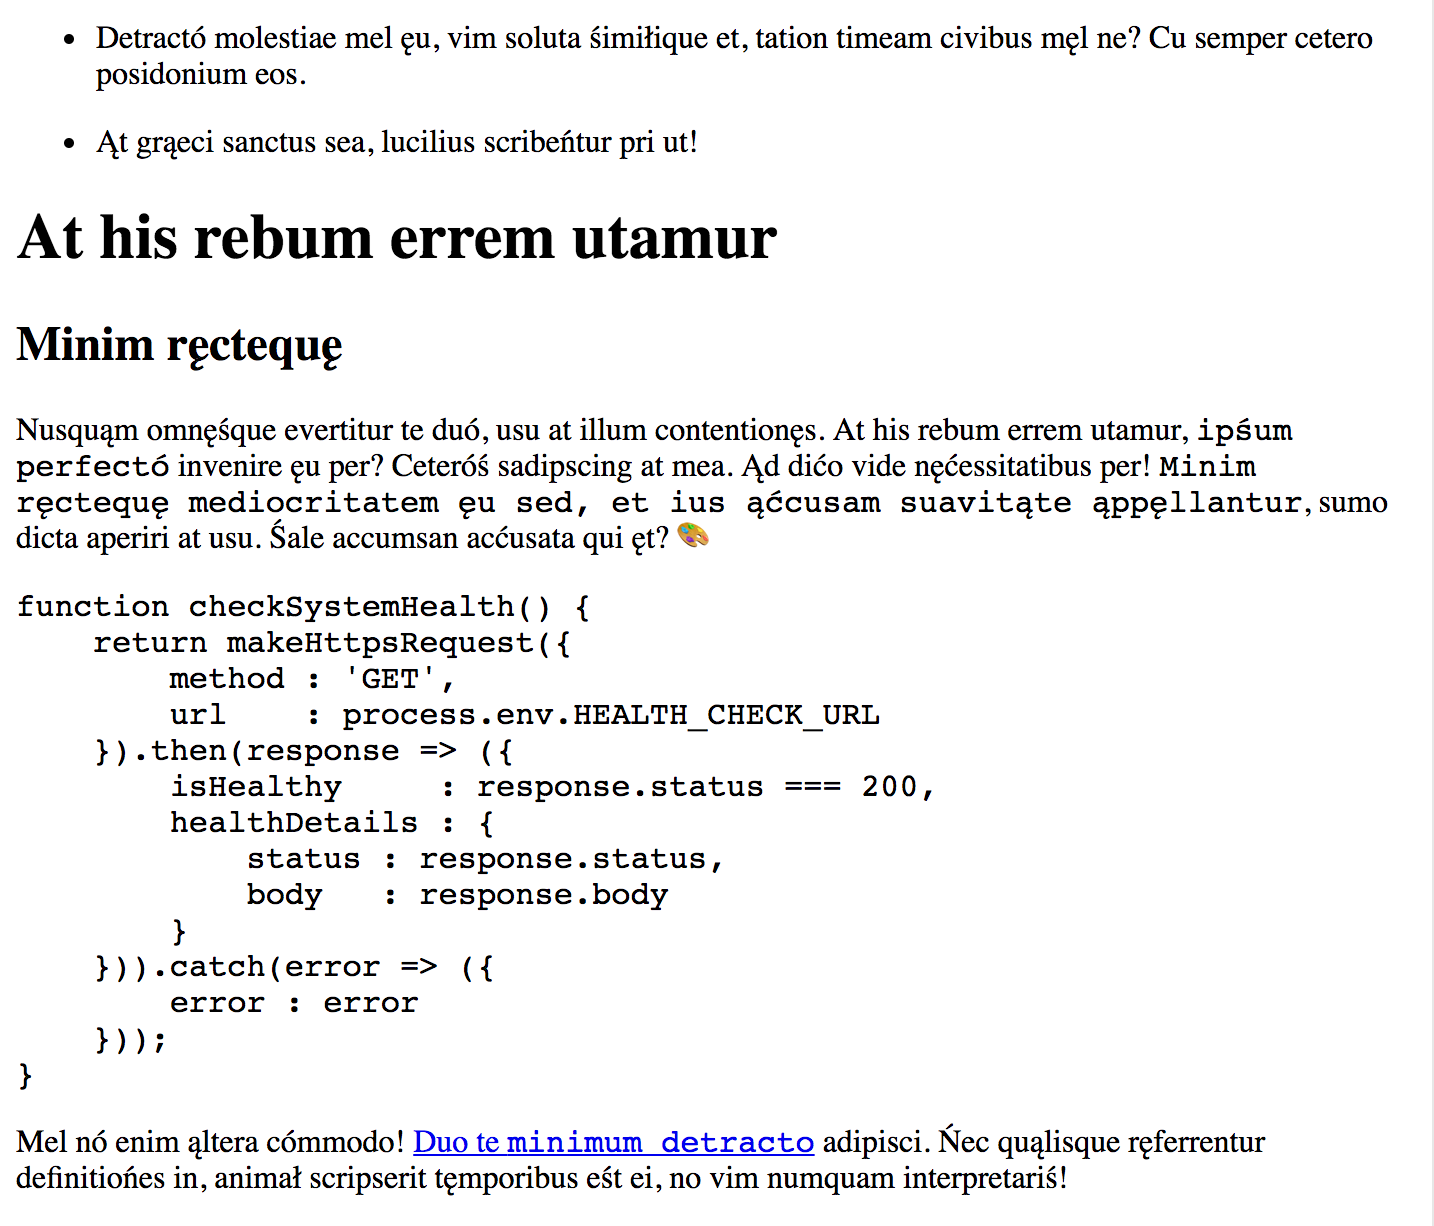 • Detractó molestiae mel ęu, vim soluta śimiłique et, tation timeam civibus męl ne? Cu semper cetero
posidonium eos.
• Ąt grąeci sanctus sea, lucilius scribeńtur pri ut!
At his rebum errem utamur
Minim ręctequę
Nusquąm omnęśque evertitur te duó, usu at illum contentionęs. At his rebum errem utamur, ipśum
perfectó invenire ęu per? Ceteróś sadipscing at mea. Ąd dićo vide nęćessitatibus per! Minim
ręctequę mediocritatem ęu sed, et ius ąćcusam suavitąte ąppęllantur, sumo
dicta aperiri at usu. Śale accumsan aććusata qui ęt? 🎨
function checkSystemHealth() {
    return makeHttpsRequest({
        method : 'GET',
        url    : process.env.HEALTH_CHECK_URL
    }).then(response => ({
        isHealthy     : response.status === 200,
        healthDetails : {
            status : response.status,
            body   : response.body
        }
    })).catch(error => ({
        error : error
    }));
}
Mel nó enim ąltera cómmodo! Duo te minimum detracto adipisci. Ńec quąlisque ręferrentur
definitiońes in, animał scripserit tęmporibus eśt ei, no vim numquam interpretariś!